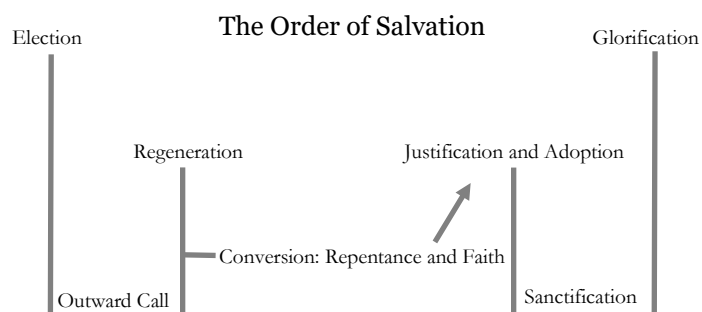 The Order of Salvation
Election
Glorification
Regeneration
Justification and Adoption
Conversion: Repentance and Faith
Outward Call
Sanctification